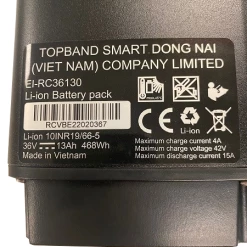 TOPBAND SMART DONG NAI
(VIET NAM) COMPANY LIMITED
EI-RC36130
Li-ion Battery pack
RCVBE22020367
Li-ion 10INR19/66-5
36V 13Ah 468Wh
Made in Vietnam
Li-ion
Maximum charge current 4A
Maximum charge voltage 42V
Maximum discharge current 15A